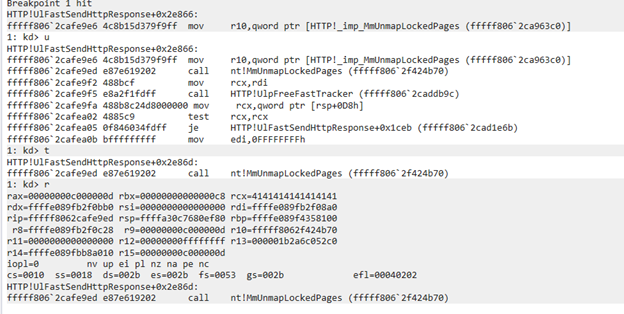 Breakpoint 1 hit
HTTP!UlFastSendHttpResponse+0x2e866:
fffff806`2cafe9e6 4c8b15d379f9ff mov r10,qword ptr [HTTP!_imp_MmUnmapLockedPages (fffff806`2ca963c0)]
1: kd> u
HTTP!UlFastSendHttpResponse+0x2e866:
fffff806`2cafe9e6 4c8b15d379f9ff mov r10,qword ptr [HTTP!_imp_MmUnmapLockedPages (fffff806`2ca963c0)]
fffff806`2cafe9ed e87e619202 call nt!MmUnmapLockedPages (fffff806`2f424b70)
fffff806`2cafe9f2 488bcf mov rcx,rdi
fffff806`2cafe9f5 e8a2f1fdff call HTTP!UlpFreeFastTracker (fffff806`2caddb9c)
fffff806`2cafe9fa 488b8c24d8000000 mov rcx,qword ptr [rsp+0D8h]
fffff806`2cafea02 4885c9 test rcx,rcx
fffff806`2cafea05 0f846034fdff je HTTP!UlFastSendHttpResponse+0x1ceb (fffff806`2cad1e6b)
fffff806`2cafea0b bfffffffff mov edi,0FFFFFFFFh
1: kd> t
HTTP!UlFastSendHttpResponse+0x2e86d:
fffff806`2cafe9ed e87e619202 call nt!MmUnmapLockedPages (fffff806`2f424b70)
1: kd> r
rax=00000000c000000d rbx=00000000000000c8 rcx=4141414141414141
rdx=ffffe089fb2f0bb0 rsi=0000000000000000 rdi=ffffe089fb2f08a0
rip=fffff8062cafe9ed rsp=ffffa30c7680ef80 rbp=ffffe089f4358100
r8=ffffe089fb2f0c28 r9=00000000c000000d r10=fffff8062f424b70
r11=0000000000000000 r12=00000000ffffffff r13=000001b2a6c052c0
r14=ffffe089fbb8a010 r15=00000000c000000d
iopl=0 nv up ei pl nz na pe nc
cs=0010 ss=0018 ds=002b es=002b fs=0053 gs=002b efl=00040202
HTTP!UlFastSendHttpResponse+0x2e86d:
fffff806`2cafe9ed e87e619202 call nt!MmUnmapLockedPages (fffff806`2f424b70)